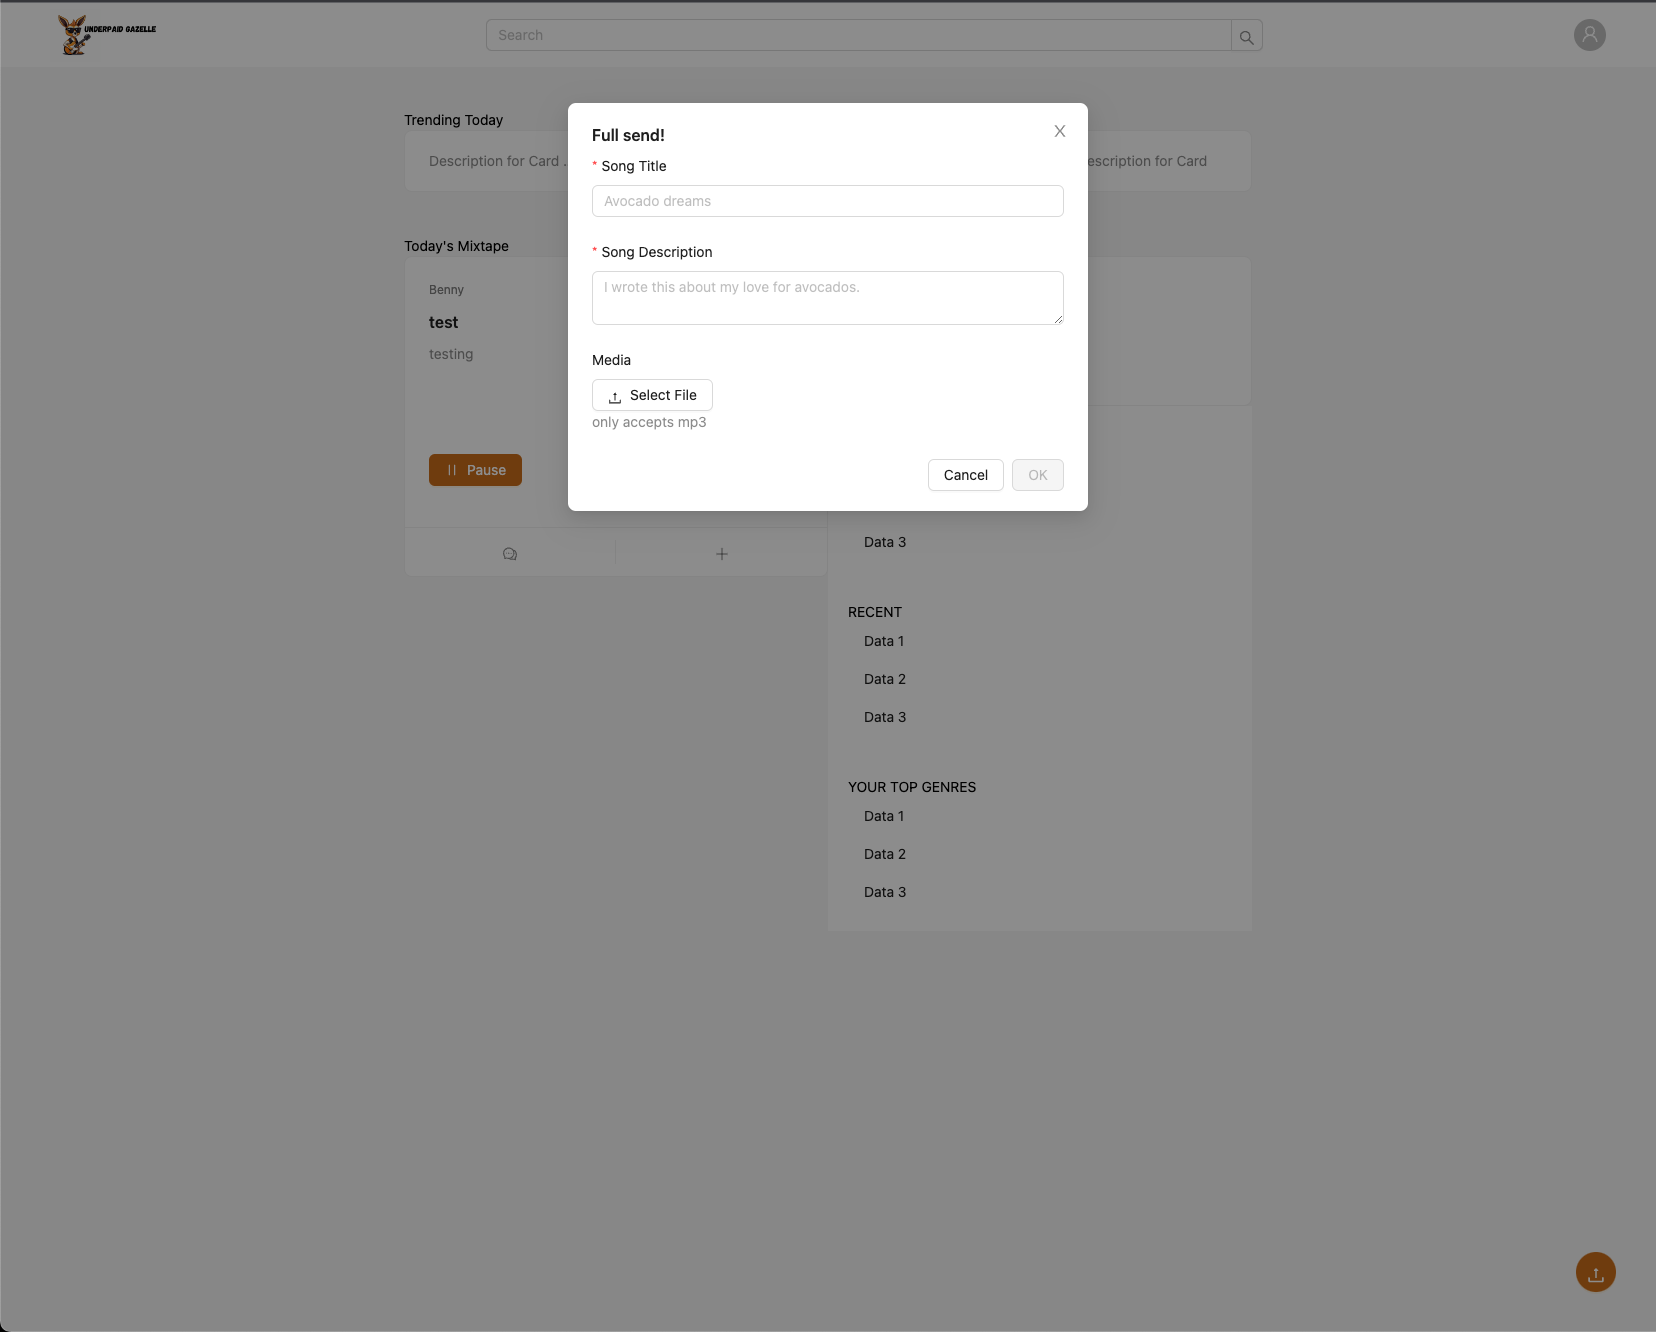 UNDERPAID GAZELLE
Search
Trending Today
Description for Card
escription for Card
Today's Mixtape
Benny
test
testing
Pause
Full send!
* Song Title
Avocado dreams
* Song Description
I wrote this about my love for avocados.
Media
Select File
only accepts mp3
Cancel
OK
Data 3
RECENT
Data 1
Data 2
Data 3
YOUR TOP GENRES
Data 1
Data 2
Data 3